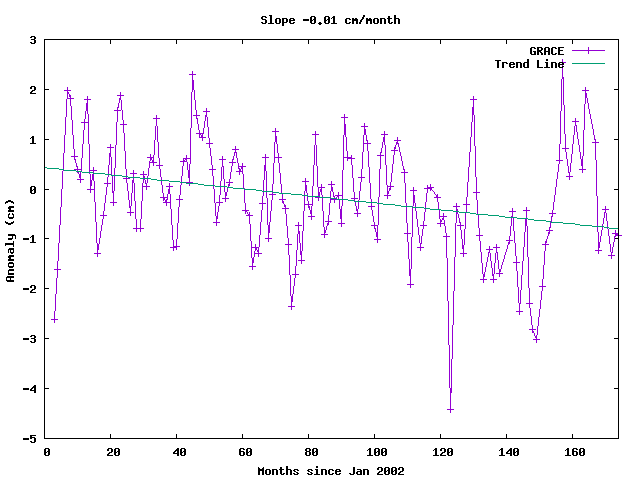 Slope -0.01 cm/month
GRACE
Trend Line
3
2
1
0
-1
-2
-3
-4
-5
Anomaly (cm)
0 20 40 60 80 100 120 140 160
Months since Jan 2002